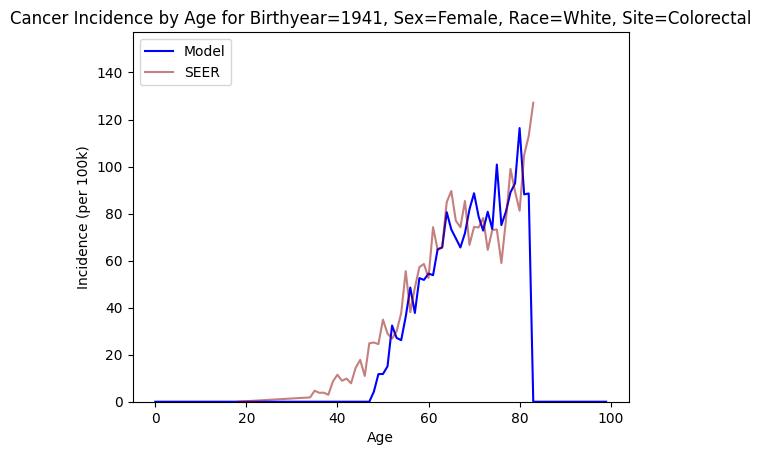 Cancer Incidence by Age for Birthyear=1941, Sex=Female, Race=White, Site=Colorectal
Model
SEER
140
120
100
80
60
40
20
0
Incidence (per 100k)
0 20 40 60 80 100
Age